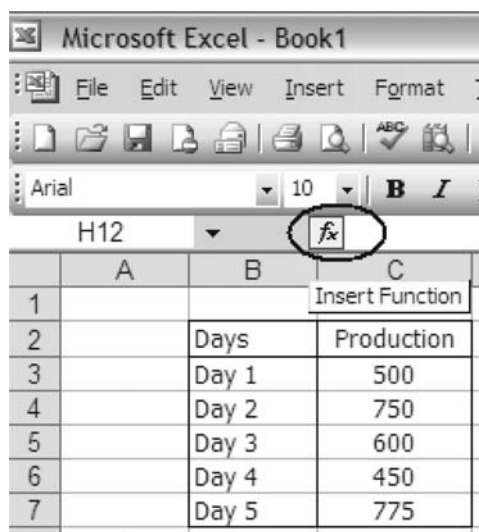 Microsoft Excel - Book1
File Edit View Insert Format
ABC
Arial 10 B I
H12 fx
A B C
Insert Function
1
2 Days Production
3 Day 1 500
4 Day 2 750
5 Day 3 600
6 Day 4 450
7 Day 5 775